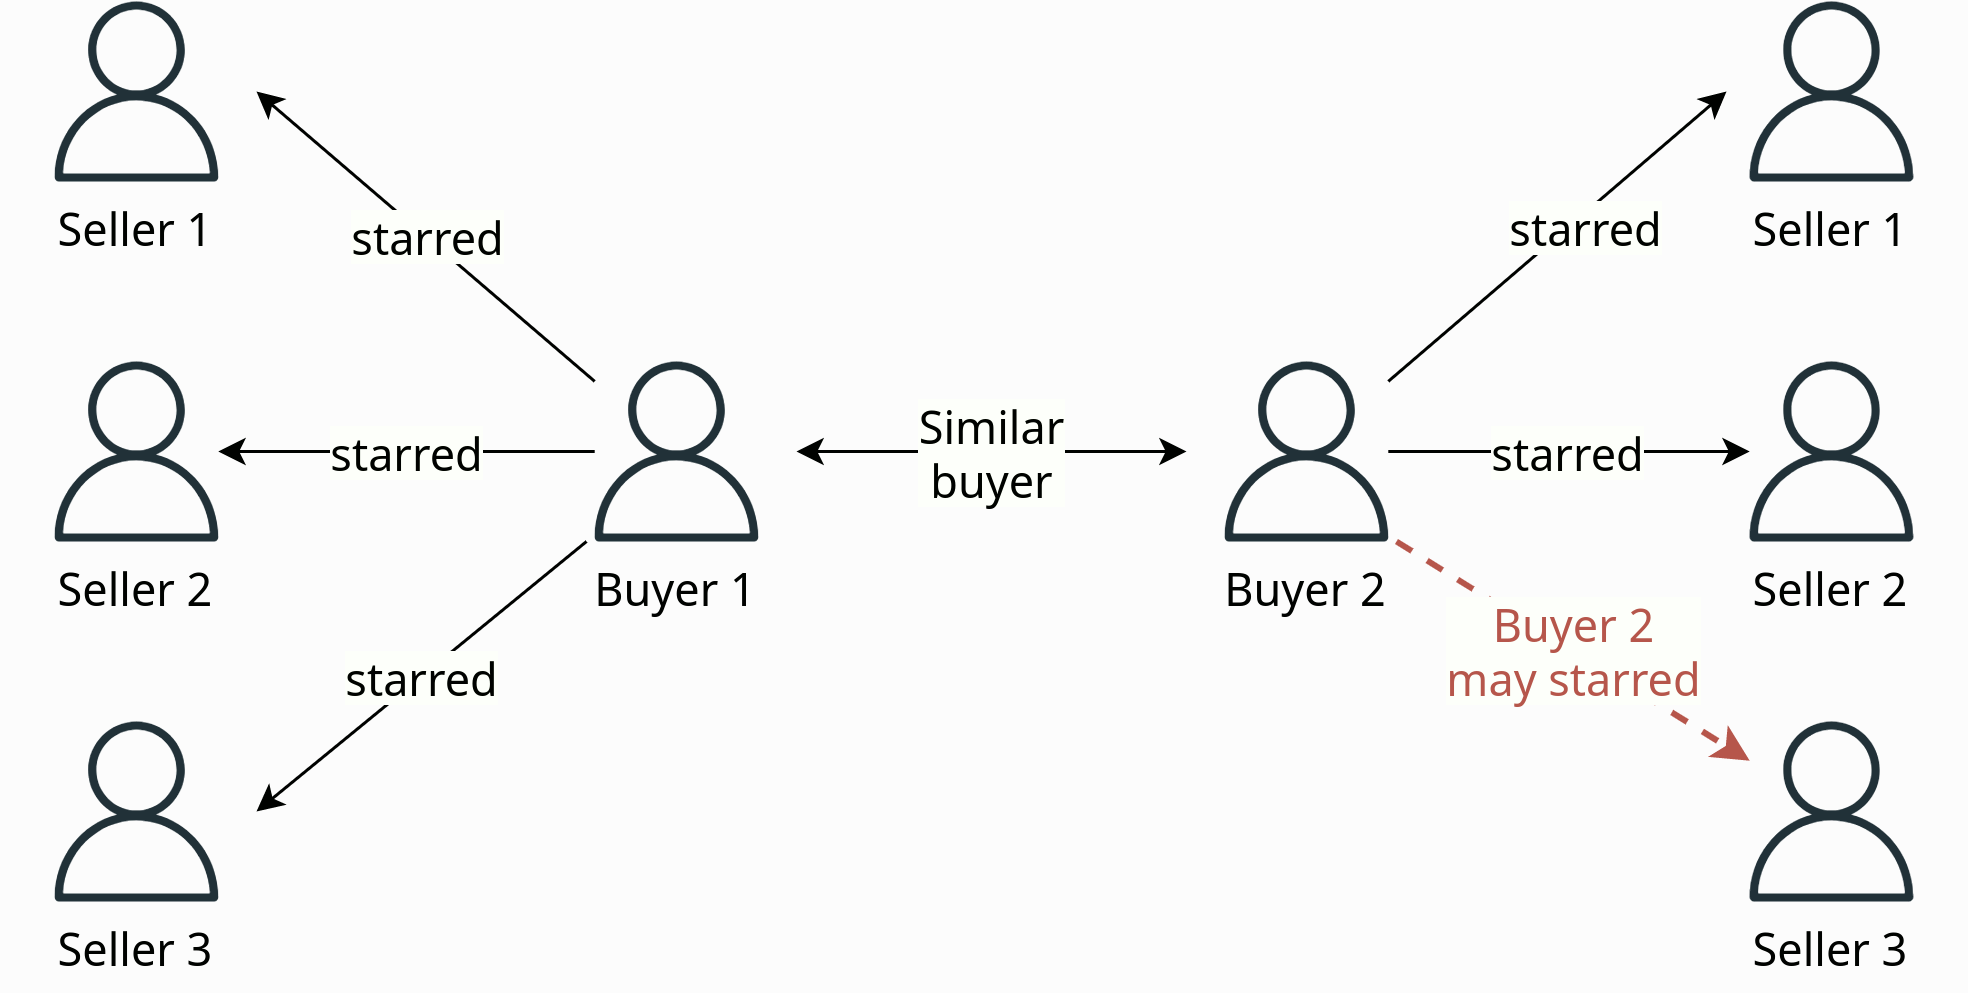 Seller 1
starred
starred
Seller 1
starred
Similar
buyer
starred
Seller 2
Buyer 1
Buyer 2
Seller 2
starred
Buyer 2
may starred
Seller 3
Seller 3